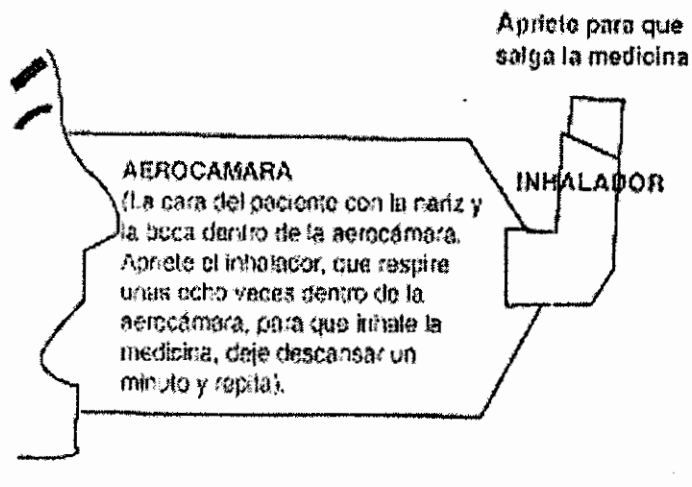 Apriete para que
salga la medicina
INHALADOR
AEROCAMARA
(La cara del paciente con la nariz y
la boca dentro de la aerocámara.
Apriete el inhalador, que respire
unas ocho veces dentro de la
aerocámara, para que inhale la
medicina, deje descansar un
minuto y repita).